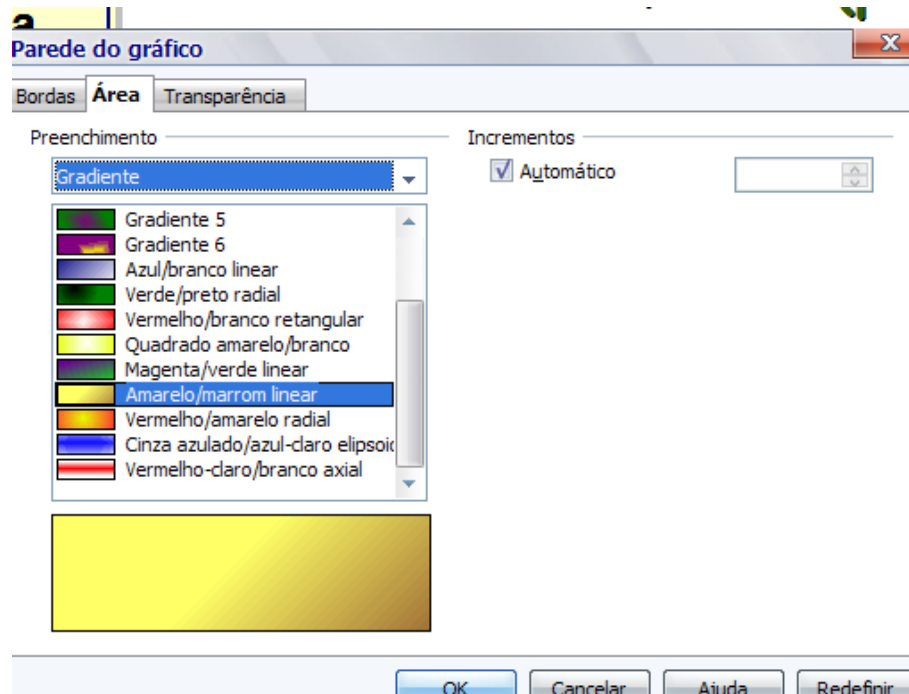 a
Parede do gráfico
Bordas Área Transparência
Preenchimento
Incrementos
Gradiente
Automático
Gradiente 5
Gradiente 6
Azul/branco linear
Verde/preto radial
Vermelho/branco retangular
Quadrado amarelo/branco
Magenta/verde linear
Amarelo/marrom linear
Vermelho/amarelo radial
Cinza azulado/azul-claro elipsoid
Vermelho-claro/branco axial
OK Cancelar Ajuda Redefinir